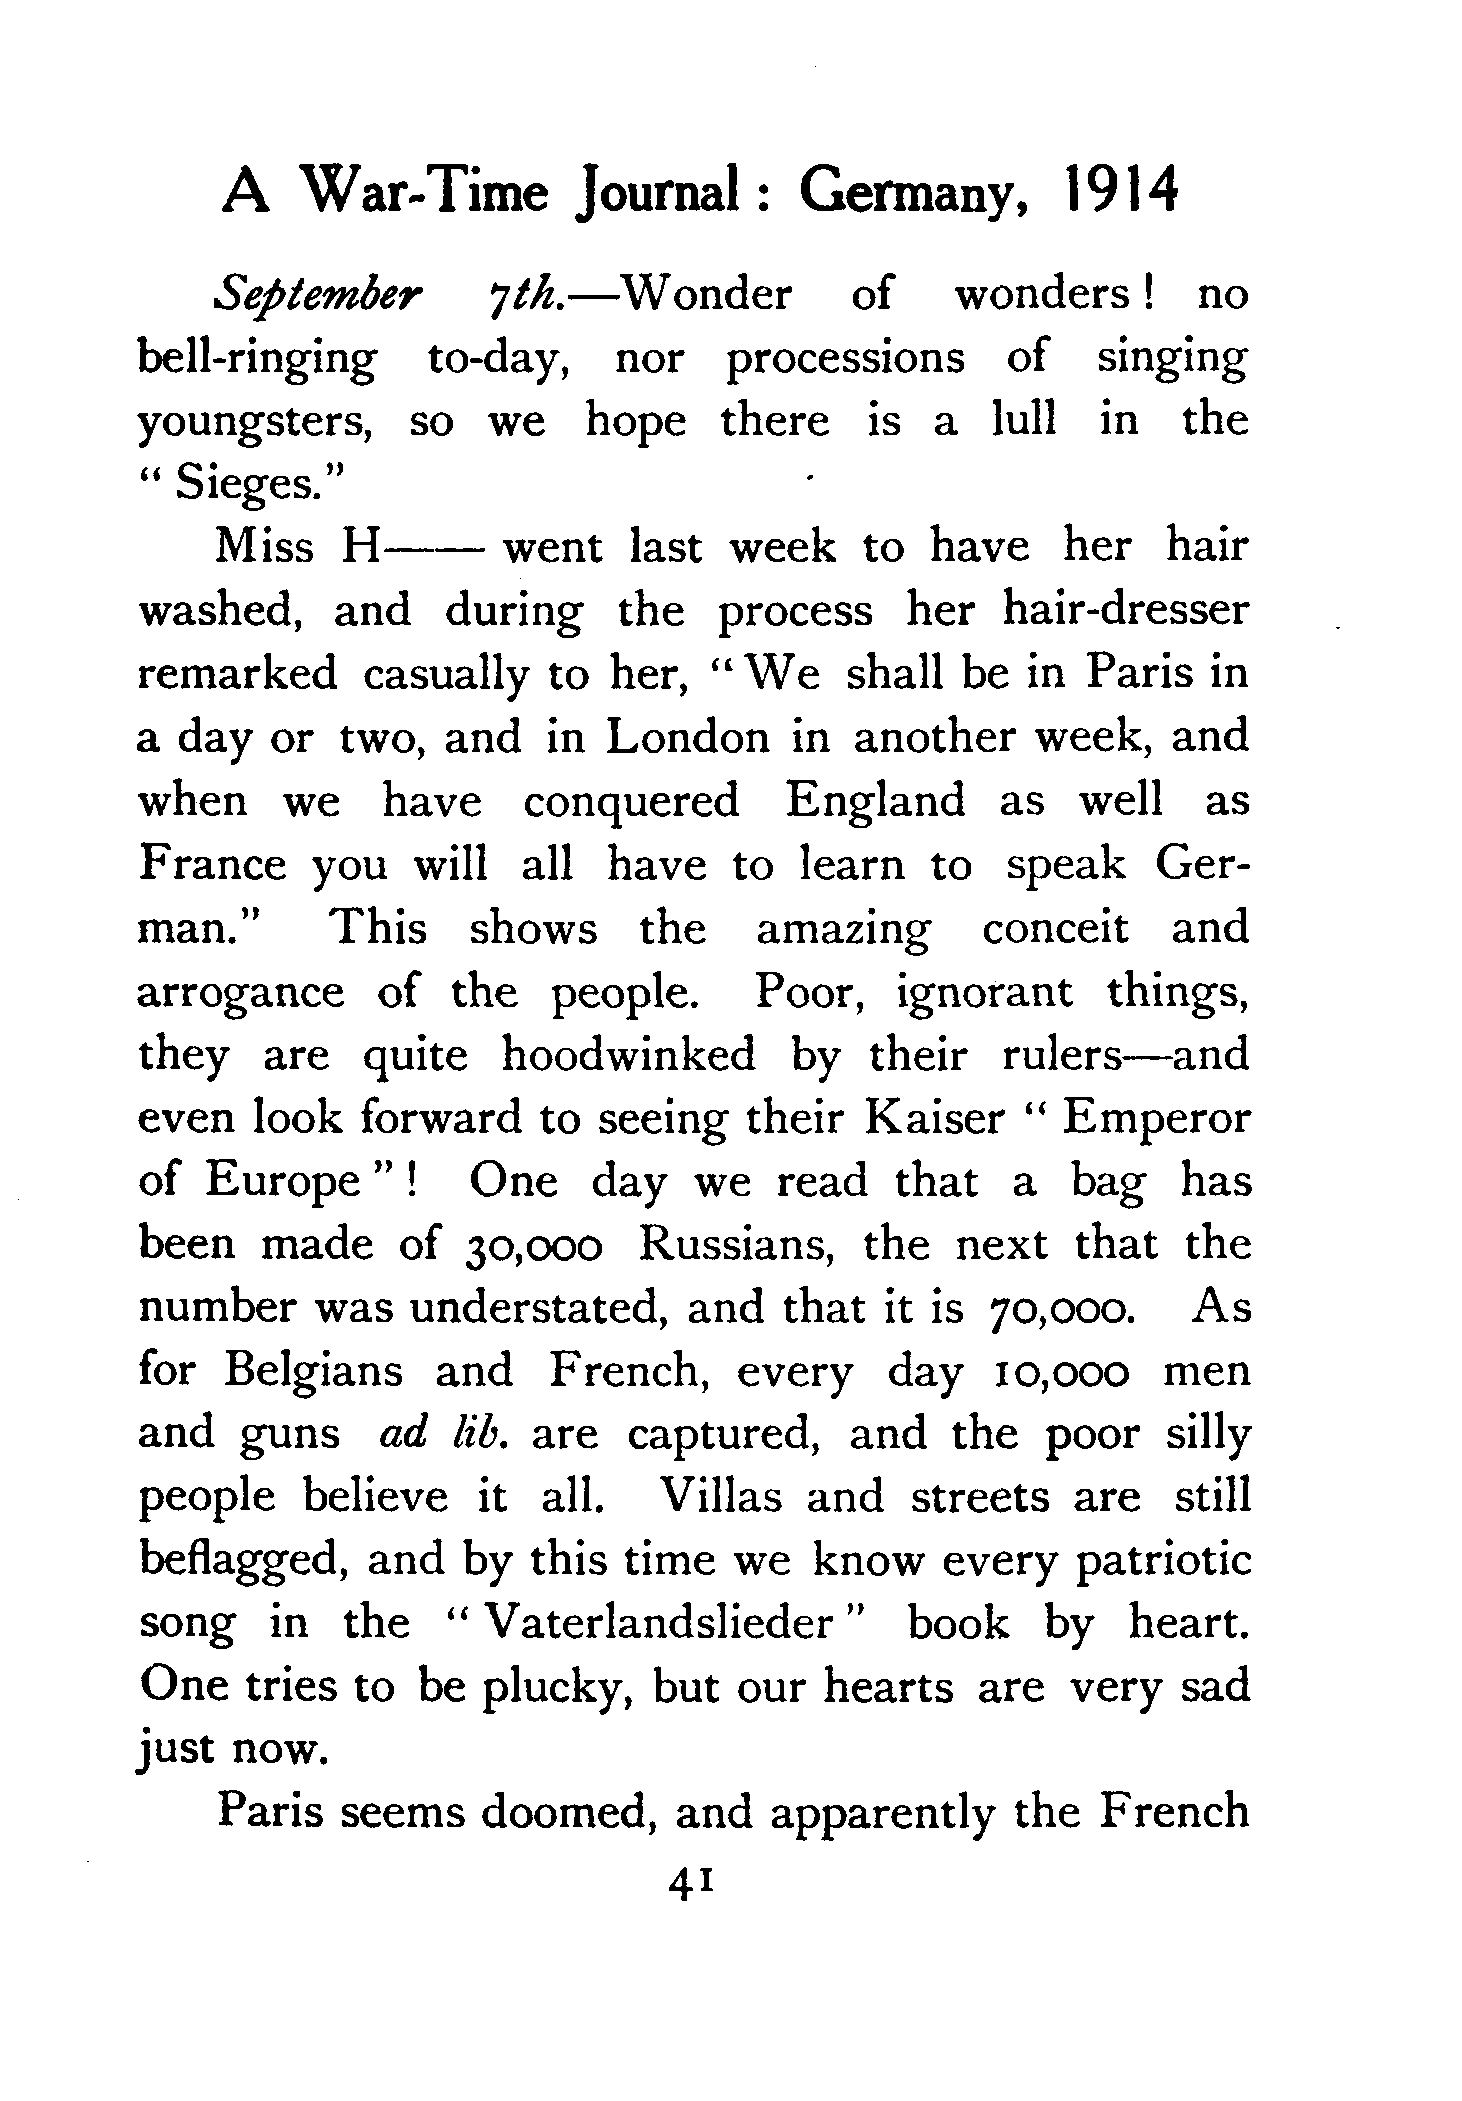 A War-Time Journal : Germany, 1914
September 7th.—Wonder of wonders ! no
bell-ringing to-day, nor processions of singing
youngsters, so we hope there is a lull in the
“ Sieges.”
Miss H—— went last week to have her hair
washed, and during the process her hair-dresser
remarked casually to her, “ We shall be in Paris in
a day or two, and in London in another week, and
when we have conquered England as well as
France you will all have to learn to speak Ger-
man.” This shows the amazing conceit and
arrogance of the people. Poor, ignorant things,
they are quite hoodwinked by their rulers—and
even look forward to seeing their Kaiser “ Emperor
of Europe ” ! One day we read that a bag has
been made of 30,000 Russians, the next that the
number was understated, and that it is 70,000. As
for Belgians and French, every day 10,000 men
and guns ad lib. are captured, and the poor silly
people believe it all. Villas and streets are still
beflagged, and by this time we know every patriotic
song in the “ Vaterlandslieder ” book by heart.
One tries to be plucky, but our hearts are very sad
just now.
Paris seems doomed, and apparently the French
41